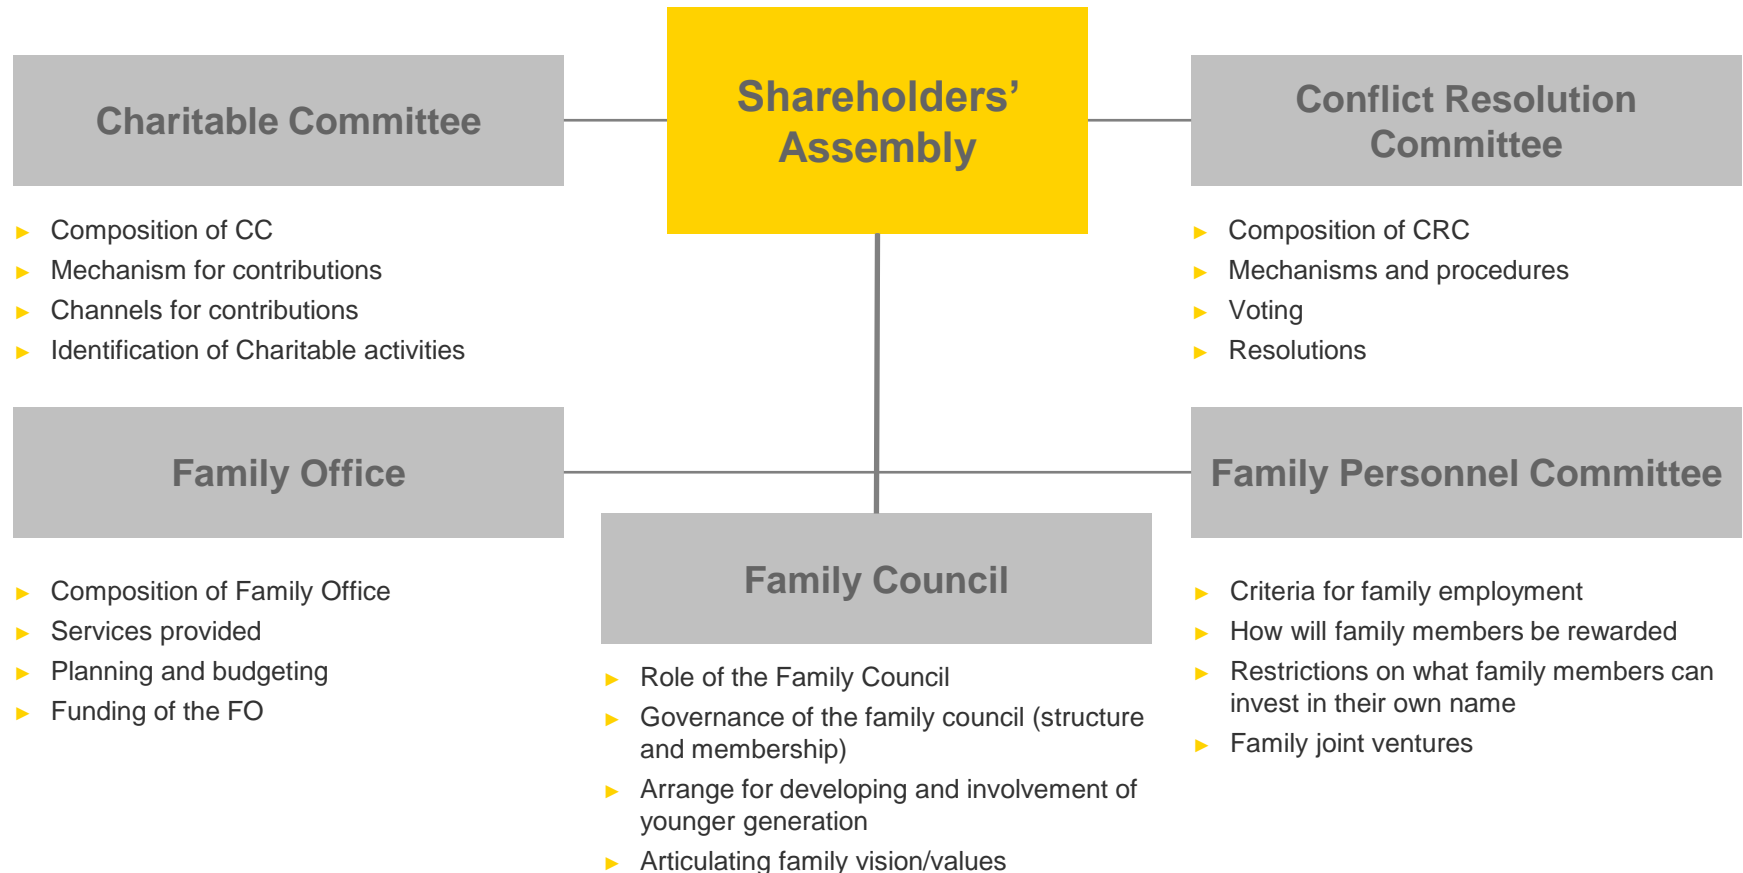 Shareholders’
Assembly
Charitable Committee
► Composition of CC
► Mechanism for contributions
► Channels for contributions
► Identification of Charitable activities
Conflict Resolution
Committee
► Composition of CRC
► Mechanisms and procedures
► Voting
► Resolutions
Family Office
► Composition of Family Office
► Services provided
► Planning and budgeting
► Funding of the FO
Family Council
► Role of the Family Council
► Governance of the family council (structure
and membership)
► Arrange for developing and involvement of
younger generation
► Articulating family vision/values
Family Personnel Committee
► Criteria for family employment
► How will family members be rewarded
► Restrictions on what family members can
invest in their own name
► Family joint ventures